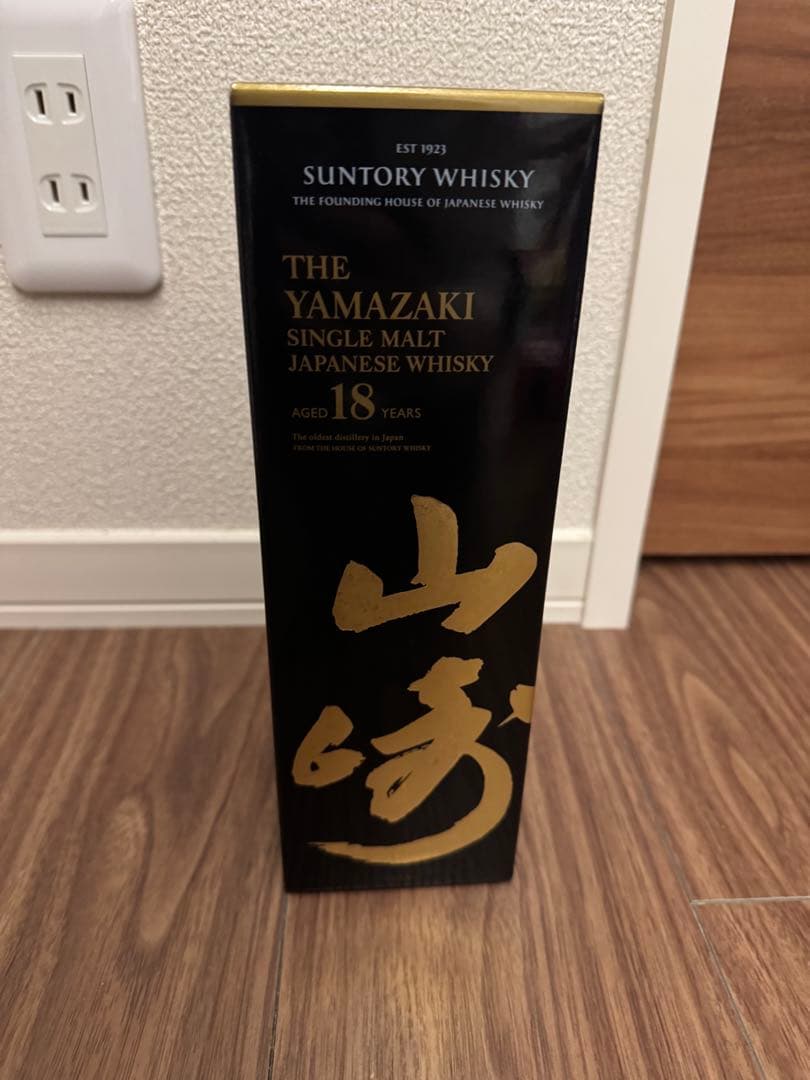 EST 1923
SUNTORY WHISKY
THE FOUNDING HOUSE OF JAPANESE WHISKY
THE
YAMAZAKI
SINGLE MALT
JAPANESE WHISKY
AGED 18 YEARS
The oldest distillery in Japan
FROM THE HOUSE OF SUNTORY WHISKY
山
崎